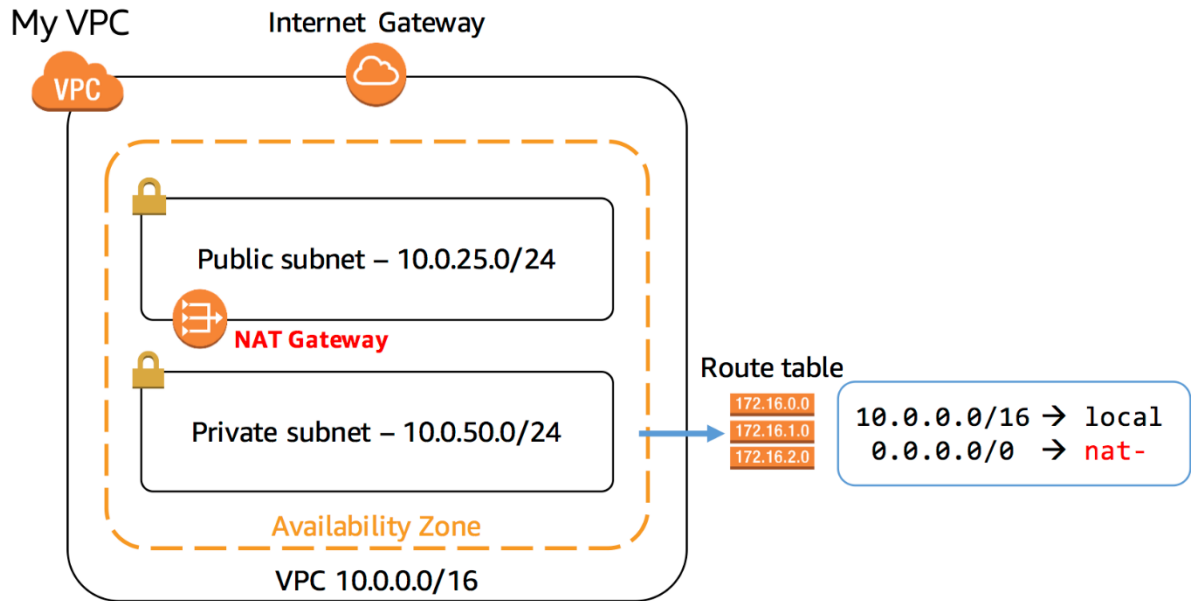 My VPC
Internet Gateway
VPC
Public subnet – 10.0.25.0/24
NAT Gateway
Private subnet – 10.0.50.0/24
Availability Zone
VPC 10.0.0.0/16
Route table
172.16.0.0
172.16.1.0
172.16.2.0
10.0.0.0/16 → local
0.0.0.0/0 → nat-